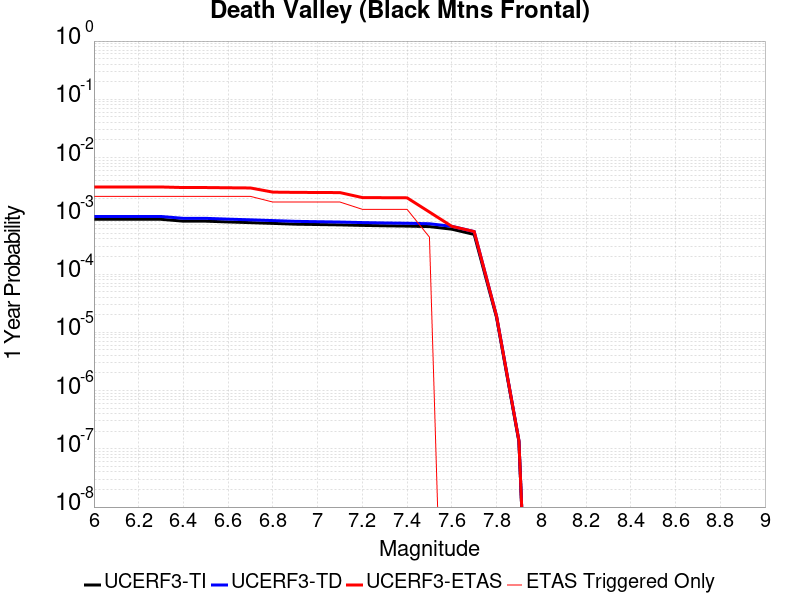 Death Valley (Black Mtns Frontal)
10 0
10 -1
10 -2
10 -3
10 -4
10 -5
10 -6
10 -7
10 -8
1 Year Probability
6 6.2 6.4 6.6 6.8 7 7.2 7.4 7.6 7.8 8 8.2 8.4 8.6 8.8 9
Magnitude
UCERF3-TI UCERF3-TD UCERF3-ETAS ETAS Triggered Only